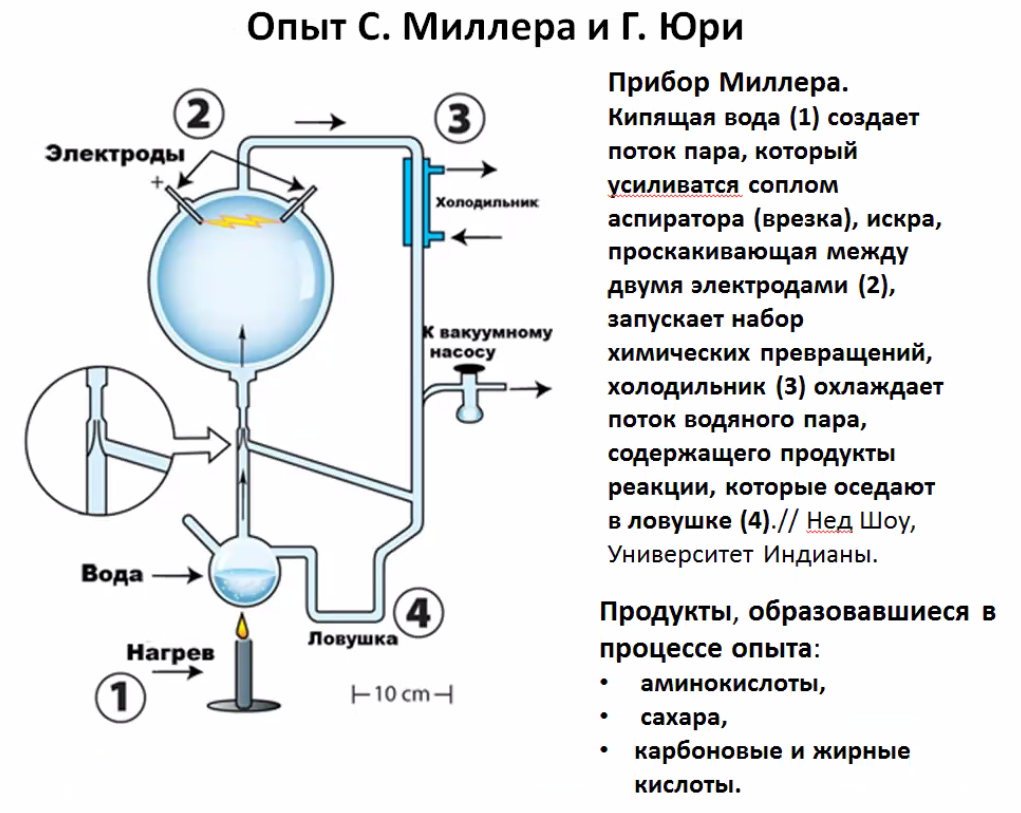 Опыт С. Миллера и Г. Юри
2
3
Электроды
+
Холодильник
К вакуумному
насосу
Вода
4
Ловушка
Нагрев
1
10 cm
Прибор Миллера.
Кипящая вода (1) создает
поток пара, который
усиливатся соплом
аспиратора (врезка), искра,
проскакивающая между
двумя электродами (2),
запускает набор
химических превращений,
холодильник (3) охлаждает
поток водяного пара,
содержащего продукты
реакции, которые оседают
в ловушке (4).// Нед Шоу,
Университет Индианы.
Продукты, образовавшиеся в
процессе опыта:
• аминокислоты,
• сахара,
• карбоновые и жирные
кислоты.